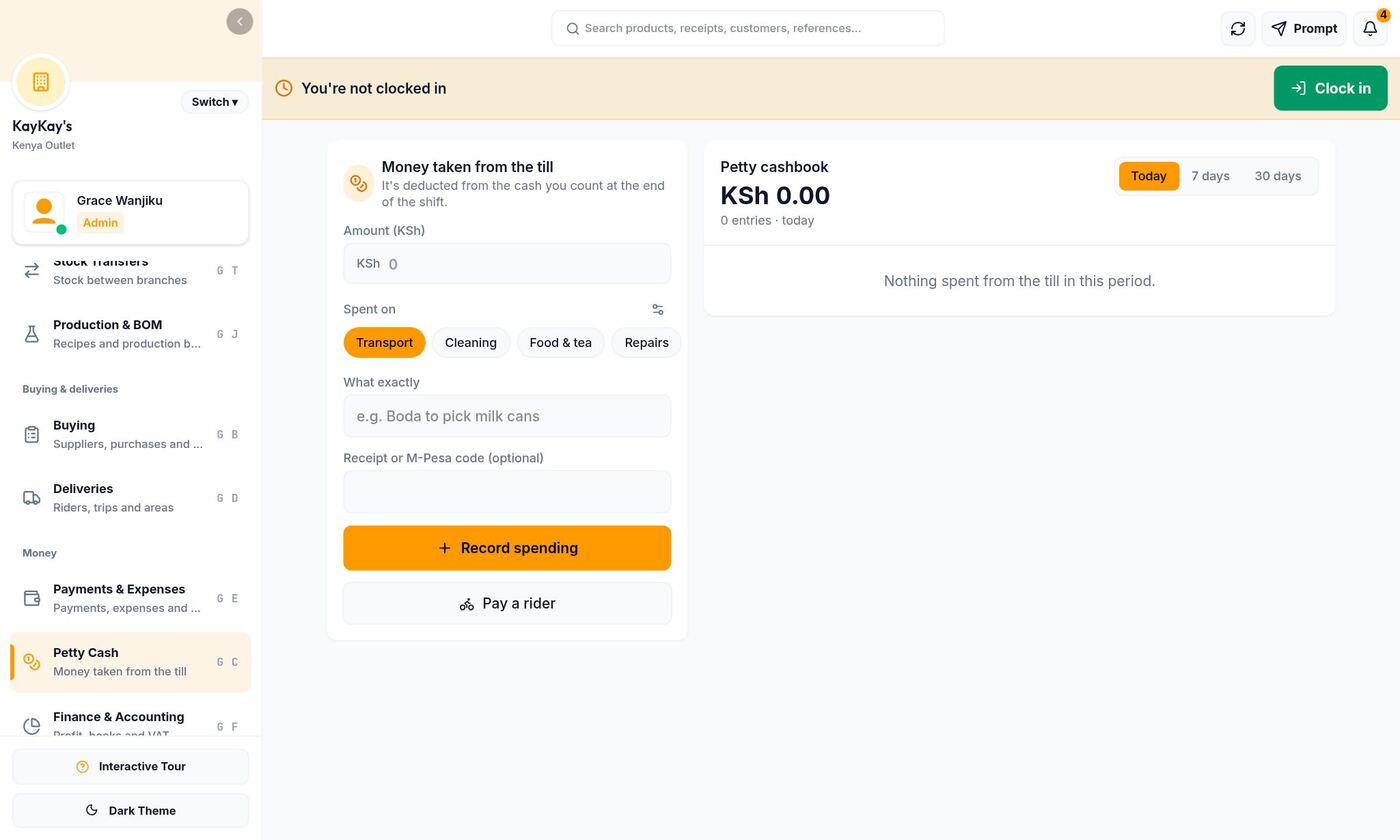 Search products, receipts, customers, references...
Prompt
4
Switch ▾
KayKay's
Kenya Outlet
Grace Wanjiku
Admin
Stock Transfers
Stock between branches
G T
Production & BOM
Recipes and production b...
G J
Buying & deliveries
Buying
Suppliers, purchases and ...
G B
Deliveries
Riders, trips and areas
G D
Money
Payments & Expenses
Payments, expenses and ...
G E
Petty Cash
Money taken from the till
G C
Finance & Accounting
Profit, books and VAT
G F
Interactive Tour
Dark Theme
You're not clocked in
Clock in
Money taken from the till
It's deducted from the cash you count at the end
of the shift.
Amount (KSh)
KSh 0
Spent on
Transport
Cleaning
Food & tea
Repairs
What exactly
e.g. Boda to pick milk cans
Receipt or M-Pesa code (optional)
Record spending
Pay a rider
Petty cashbook
KSh 0.00
0 entries · today
Today
7 days
30 days
Nothing spent from the till in this period.